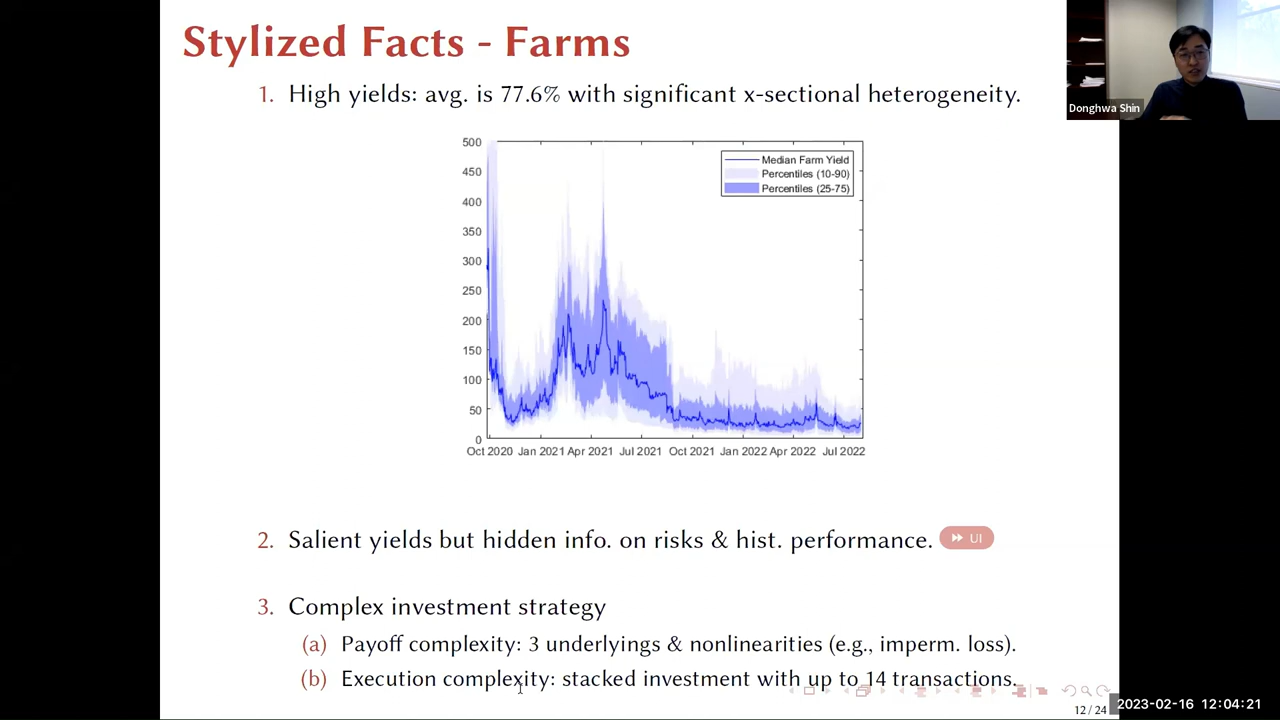 Stylized Facts - Farms
1. High yields: avg. is 77.6% with significant x-sectional heterogeneity.
Donghwa Shin
500
450
400
350
300
250
200
150
100
50
0
Median Farm Yield
Percentiles (10-90)
Percentiles (25-75)
Oct 2020 Jan 2021 Apr 2021 Jul 2021 Oct 2021 Jan 2022 Apr 2022 Jul 2022
2. Salient yields but hidden info. on risks & hist. performance. UI
3. Complex investment strategy
(a) Payoff complexity: 3 underlyings & nonlinearities (e.g., imperm. loss).
(b) Execution complexity: stacked investment with up to 14 transactions.
12 / 24
2023-02-16 12:04:21